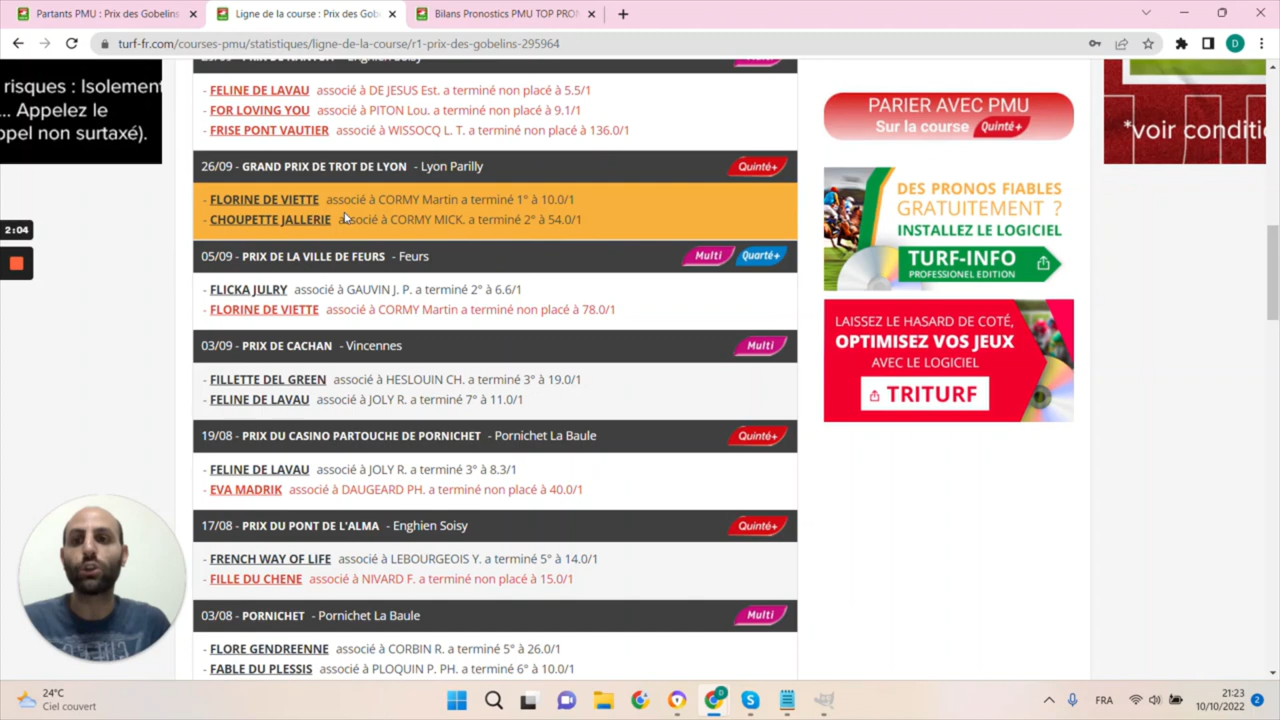 Partants PMU : Prix des Gobelins
Ligne de la course : Prix des Gob
Bilans Pronostics PMU TOP PRON
turf-fr.com/courses-pmu/statistiques/ligne-de-la-course/r1-prix-des-gobelins-295964
D
risques : Isolement
... Appelez le
ppel non surtaxé).
- FELINE DE LAVAU associé à DE JESUS Est. a terminé non placé à 5.5/1
- FOR LOVING YOU associé à PITON Lou. a terminé non placé à 9.1/1
- FRISE PONT VAUTIER associé à WISSOCQ L. T. a terminé non placé à 136.0/1
26/09 - GRAND PRIX DE TROT DE LYON - Lyon Parilly Quinté+
- FLORINE DE VIETTE associé à CORMY Martin a terminé 1° à 10.0/1
- CHOUPETTE JALLERIE associé à CORMY MICK. a terminé 2° à 54.0/1
05/09 - PRIX DE LA VILLE DE FEURS - Feurs Multi Quarté+
- FLICKA JULRY associé à GAUVIN J. P. a terminé 2° à 6.6/1
- FLORINE DE VIETTE associé à CORMY Martin a terminé non placé à 78.0/1
03/09 - PRIX DE CACHAN - Vincennes Multi
- FILLETTE DEL GREEN associé à HESLOUIN CH. a terminé 3° à 19.0/1
- FELINE DE LAVAU associé à JOLY R. a terminé 7° à 11.0/1
19/08 - PRIX DU CASINO PARTOUCHE DE PORNICHET - Pornichet La Baule Quinté+
- FELINE DE LAVAU associé à JOLY R. a terminé 3° à 8.3/1
- EVA MADRIK associé à DAUGEARD PH. a terminé non placé à 40.0/1
17/08 - PRIX DU PONT DE L'ALMA - Enghien Soisy Quinté+
- FRENCH WAY OF LIFE associé à LEBOURGEOIS Y. a terminé 5° à 14.0/1
- FILLE DU CHENE associé à NIVARD F. a terminé non placé à 15.0/1
03/08 - PORNICHET - Pornichet La Baule Multi
- FLORE GENDREENNE associé à CORBIN R. a terminé 5° à 26.0/1
- FABLE DU PLESSIS associé à PLOQUIN P. PH. a terminé 6° à 10.0/1
PARIER AVEC PMU
Sur la course Quinté+
DES PRONOS FIABLES
GRATUITEMENT ?
INSTALLEZ LE LOGICIEL
TURF-INFO
PROFESSIONEL EDITION
LAISSEZ LE HASARD DE COTÉ,
OPTIMISEZ VOS JEUX
AVEC LE LOGICIEL
TRITURF
*voir conditi
2:04
24°C
Ciel couvert
FRA
21:23
10/10/2022
2